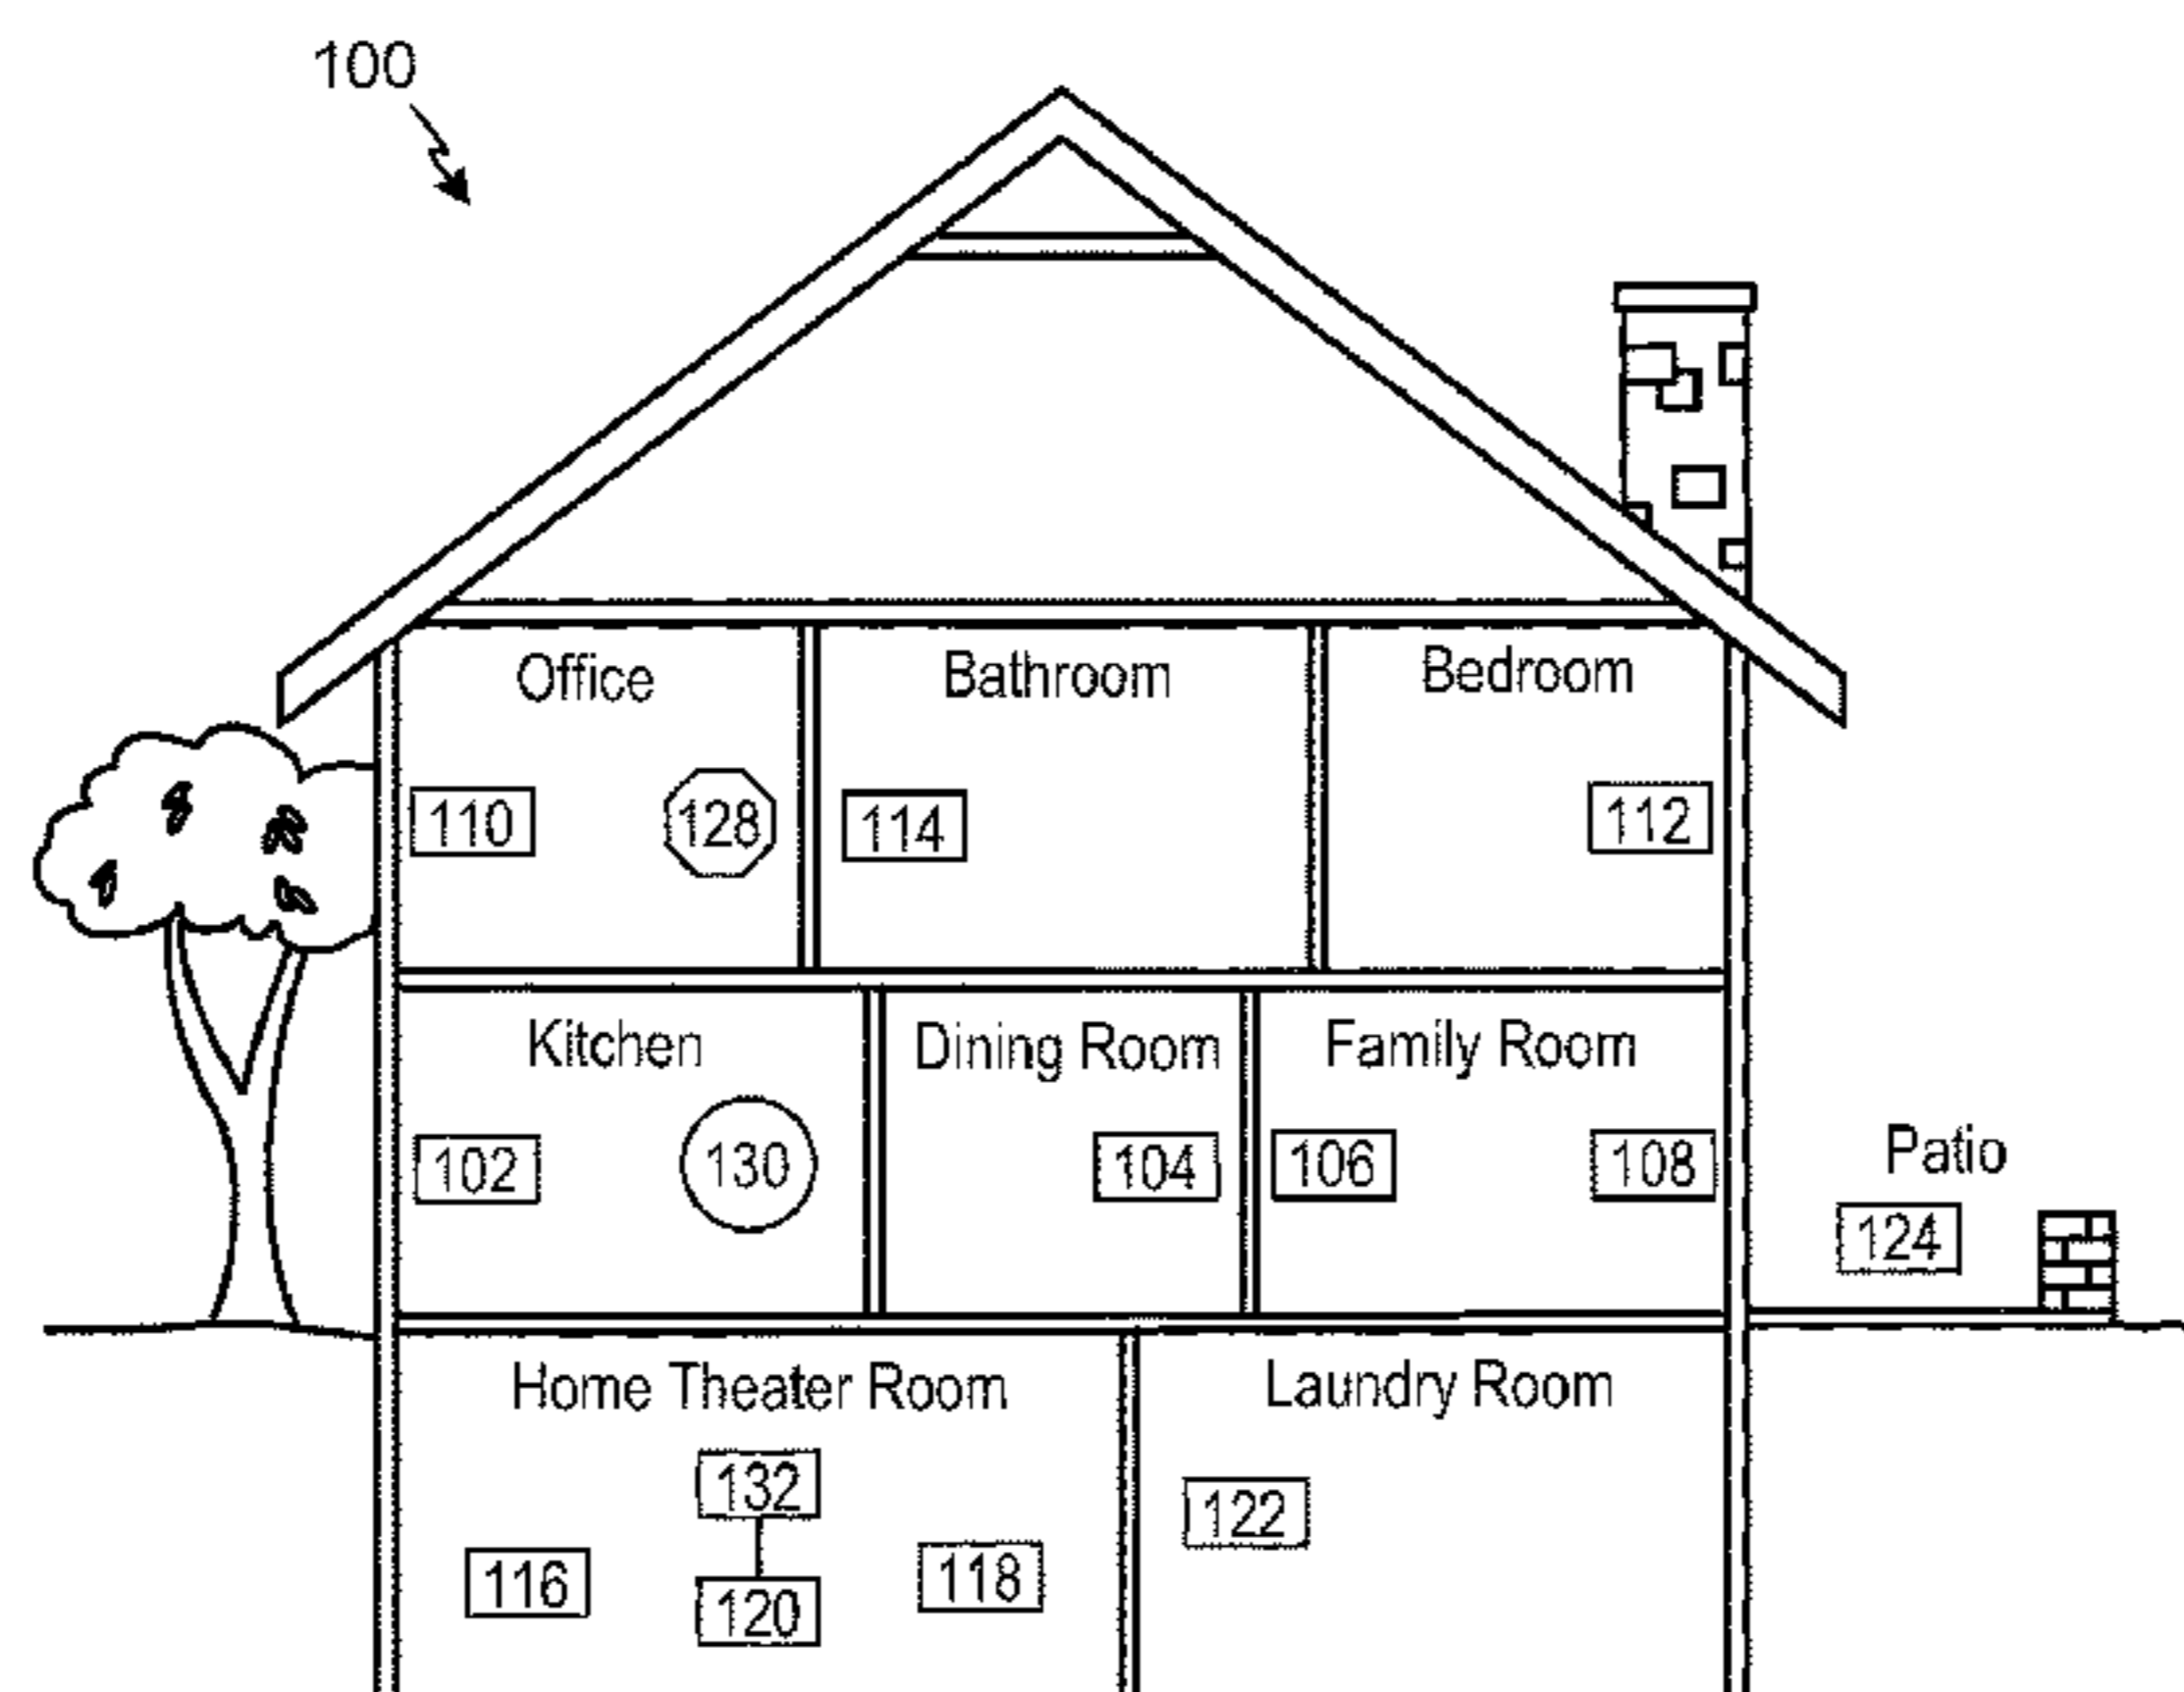 100
Office
Bathroom
Bedroom
110
128
114
112
Kitchen
Dining Room
Family Room
102
130
104
106
108
Patio
124
Home Theater Room
Laundry Room
132
122
116
120
118